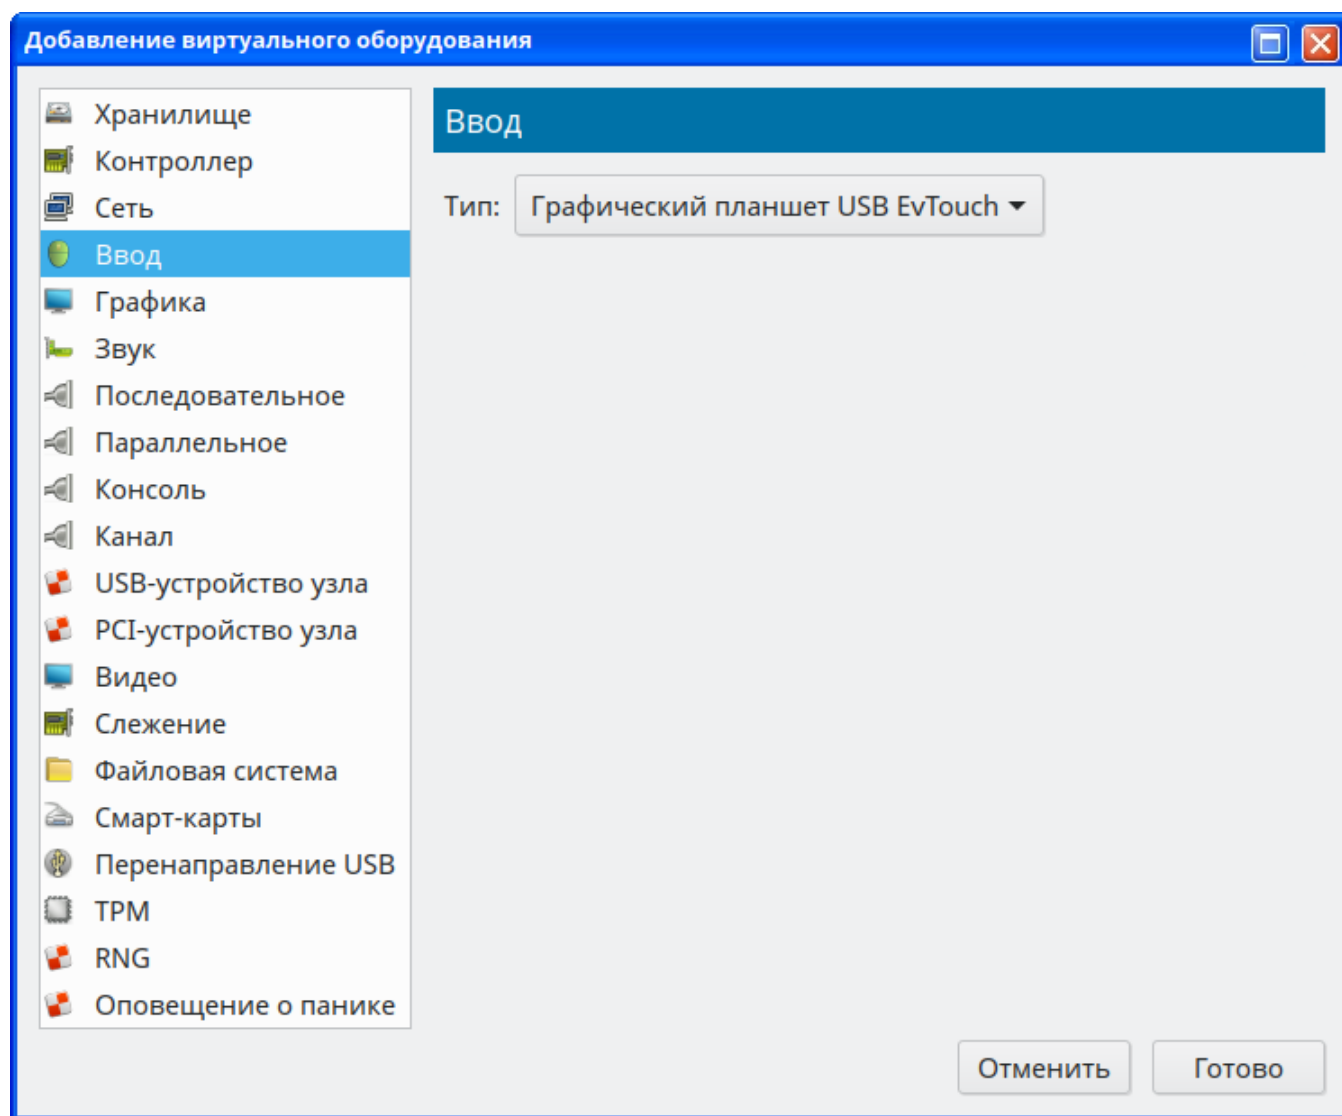 Добавление виртуального оборудования
Хранилище
Контроллер
Сеть
Ввод
Графика
Звук
Последовательное
Параллельное
Консоль
Канал
USB-устройство узла
PCI-устройство узла
Видео
Слежение
Файловая система
Смарт-карты
Перенаправление USB
TPM
RNG
Оповещение о панике
Ввод
Тип: Графический планшет USB EvTouch
Отменить Готово